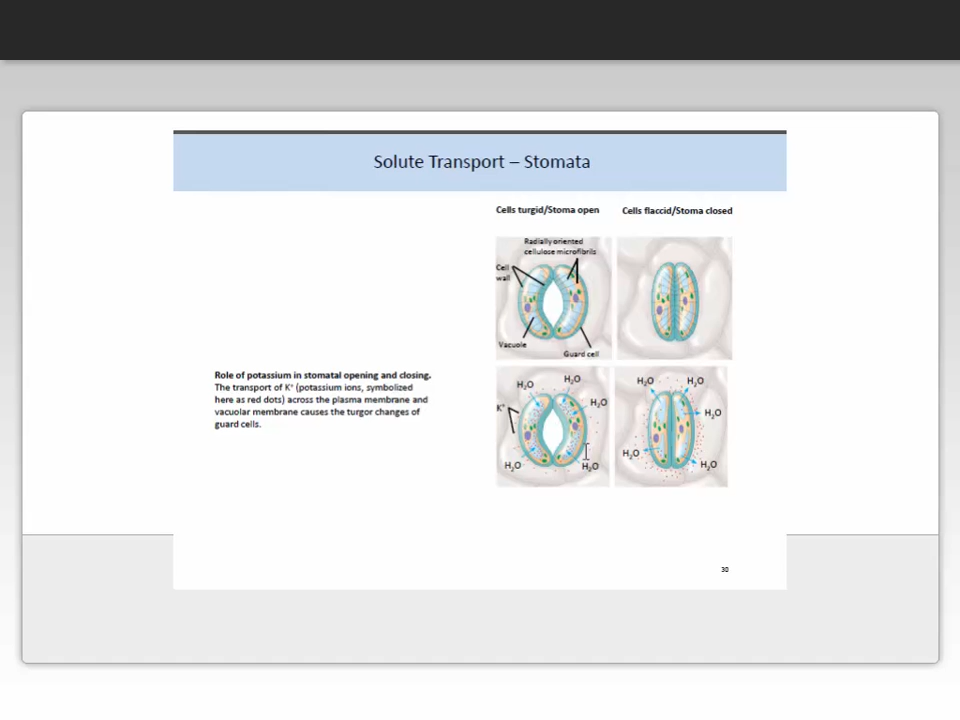 Solute Transport – Stomata
Cells turgid/Stoma open
Cells flaccid/Stoma closed
Radially oriented
cellulose microfibrils
Cell
wall
Vacuole
Guard cell
Role of potassium in stomatal opening and closing.
The transport of K⁺ (potassium ions, symbolized
here as red dots) across the plasma membrane and
vacuolar membrane causes the turgor changes of
guard cells.
H₂O
H₂O
H₂O
K⁺
H₂O
H₂O
H₂O
H₂O
H₂O
H₂O
H₂O
30